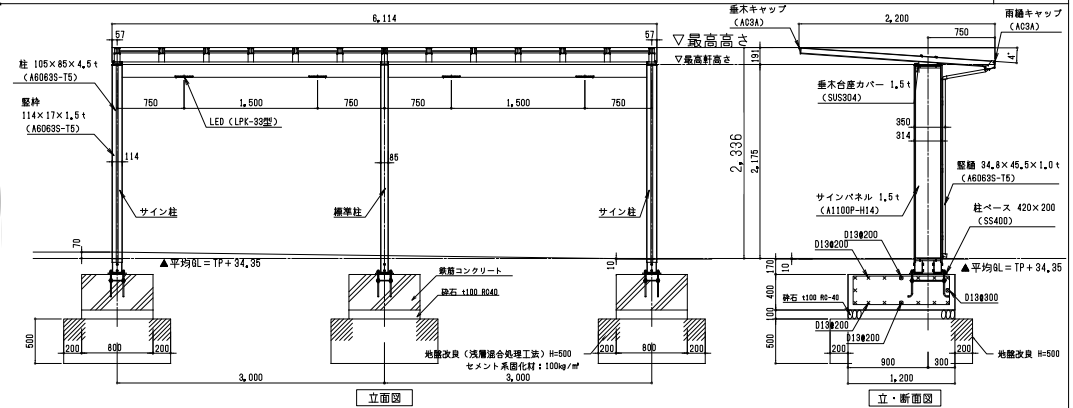 6,114
57
57
▽最高高さ
▽最高軒高さ
191
柱 105×85×4.5t
(A6063S-T5)
竪枠
114×17×1.5t
(A6063S-T5)
750
1,500
750
750
1,500
750
LED (LPK-33型)
114
85
2,336
2,175
サイン柱
標準柱
サイン柱
70
10
▲平均GL=TP+34.35
鉄筋コンクリート
砕石 t100 RC40
500
200
800
200
200
800
200
地盤改良(浅層混合処理工法) H=500
セメント系固化材:100kg/㎥
3,000
3,000
立面図
垂木キャップ
(AC3A)
2,200
雨樋キャップ
(AC3A)
750
4°
垂木台座カバー 1.5t
(SUS304)
350
314
竪樋 34.8×45.5×1.0t
(A6063S-T5)
サインパネル 1.5t
(A1100P-H14)
柱ベース 420×200
(SS400)
D13@200
D13@200
170
10
▲平均GL=TP+34.35
400
砕石 t100 RC-40
D13@300
100
D13@200
D13@200
500
200
200
地盤改良 H=500
900
300
1,200
立・断面図